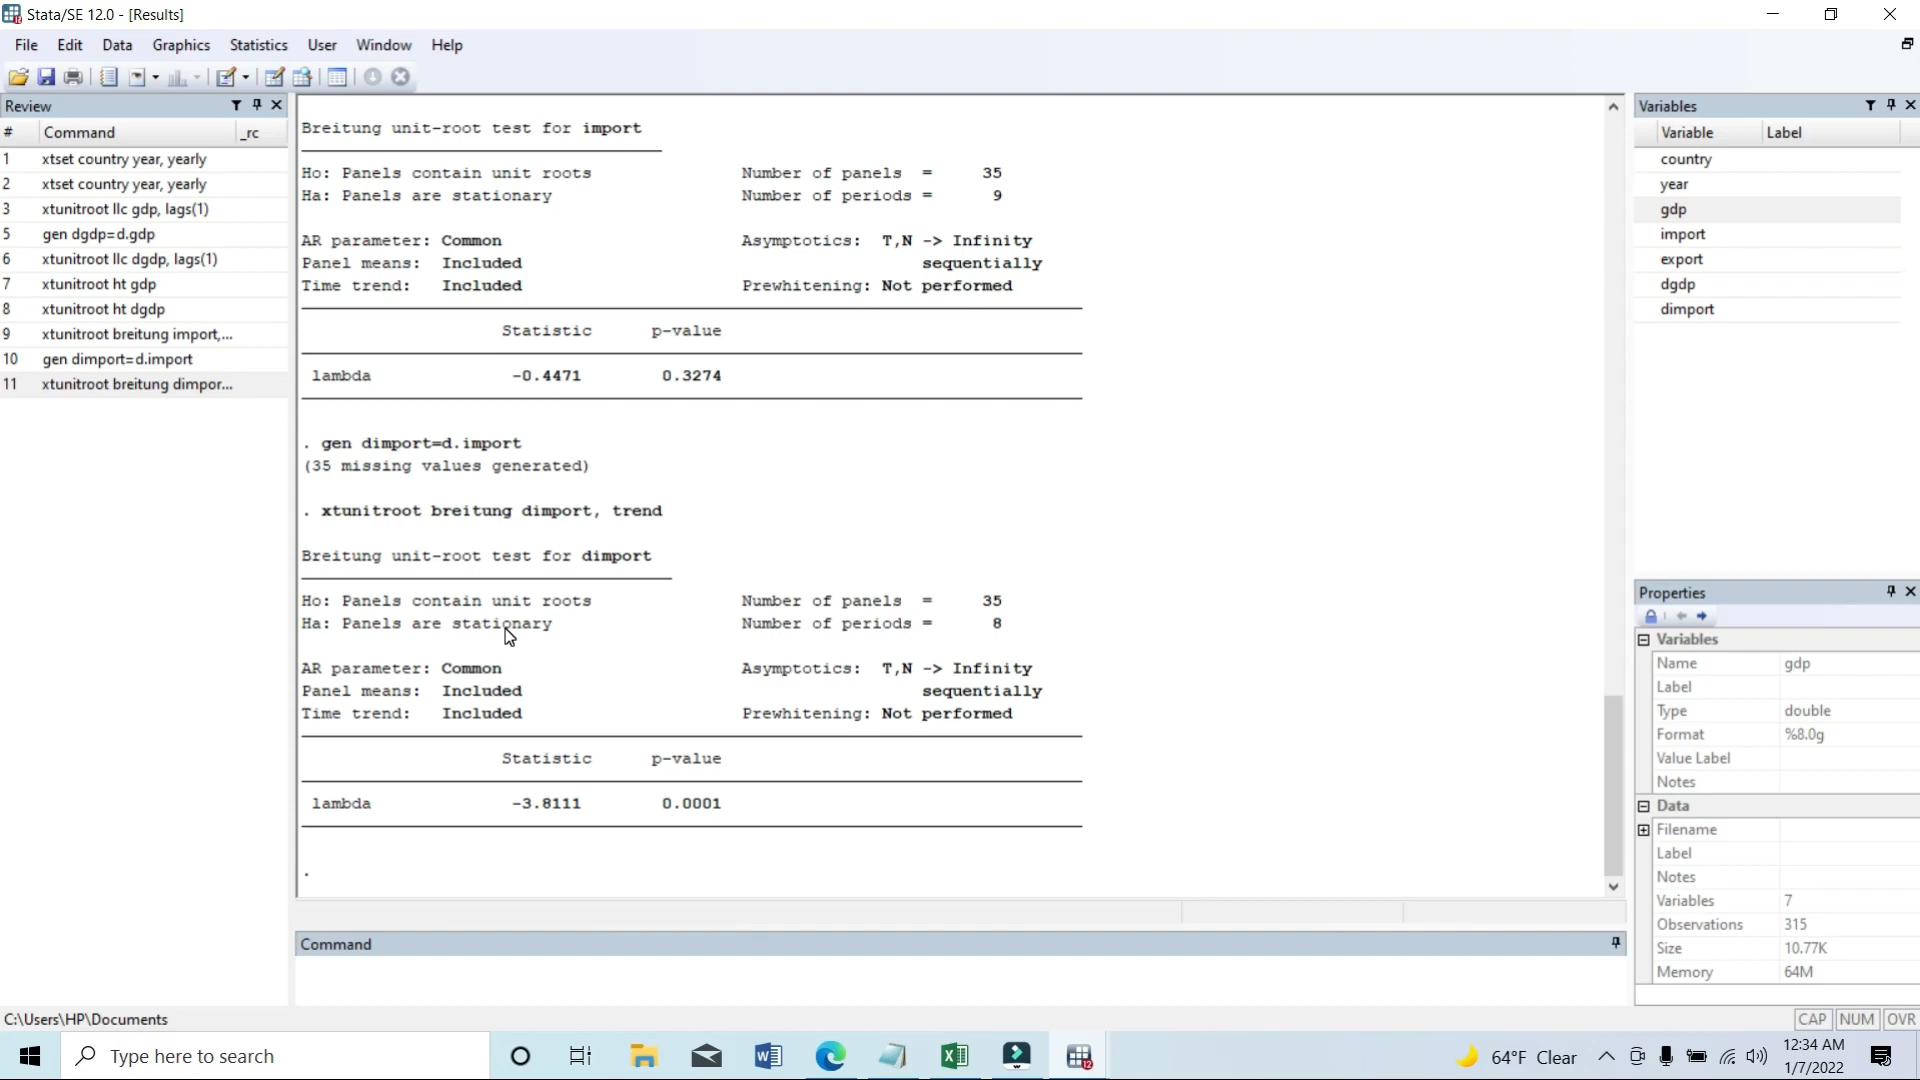 Stata/SE 12.0 - [Results]
File Edit Data Graphics Statistics User Window Help
Review
# Command _rc
1 xtset country year, yearly
2 xtset country year, yearly
3 xtunitroot llc gdp, lags(1)
5 gen dgdp=d.gdp
6 xtunitroot llc dgdp, lags(1)
7 xtunitroot ht gdp
8 xtunitroot ht dgdp
9 xtunitroot breitung import,...
10 gen dimport=d.import
11 xtunitroot breitung dimpor...
Breitung unit-root test for import
Ho: Panels contain unit roots Number of panels = 35
Ha: Panels are stationary Number of periods = 9
AR parameter: Common Asymptotics: T,N -> Infinity
Panel means: Included sequentially
Time trend: Included Prewhitening: Not performed
Statistic p-value
lambda -0.4471 0.3274
. gen dimport=d.import
(35 missing values generated)
. xtunitroot breitung dimport, trend
Breitung unit-root test for dimport
Ho: Panels contain unit roots Number of panels = 35
Ha: Panels are stationary Number of periods = 8
AR parameter: Common Asymptotics: T,N -> Infinity
Panel means: Included sequentially
Time trend: Included Prewhitening: Not performed
Statistic p-value
lambda -3.8111 0.0001
.
Command
Variables
Variable Label
country
year
gdp
import
export
dgdp
dimport
Properties
Variables
Name gdp
Label
Type double
Format %8.0g
Value Label
Notes
Data
Filename
Label
Notes
Variables 7
Observations 315
Size 10.77K
Memory 64M
C:\Users\HP\Documents
CAP NUM OVR
Type here to search
64°F Clear
12:34 AM
1/7/2022